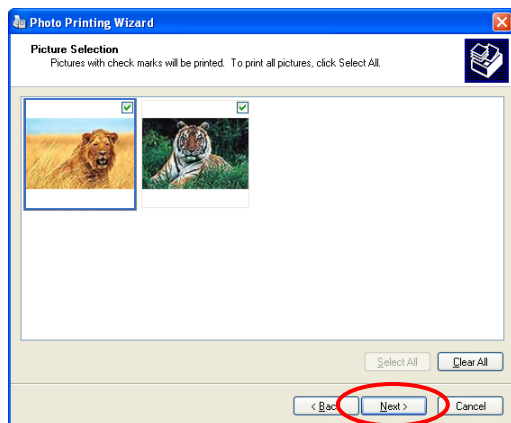 Photo Printing Wizard
Picture Selection
Pictures with check marks will be printed. To print all pictures, click Select All.
Select All
Clear All
< Bac
Next >
Cancel